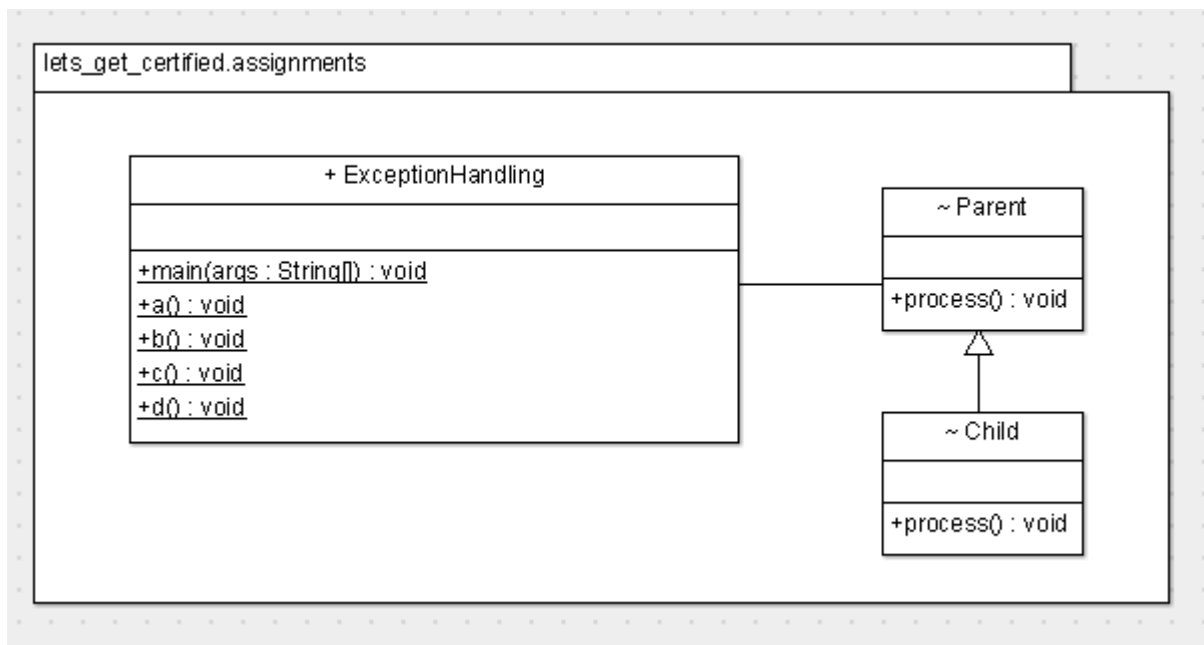 lets_get_certified.assignments
+ ExceptionHandling
+main(args : String[]) : void
+a() : void
+b() : void
+c() : void
+d() : void
~ Parent
+process() : void
~ Child
+process() : void